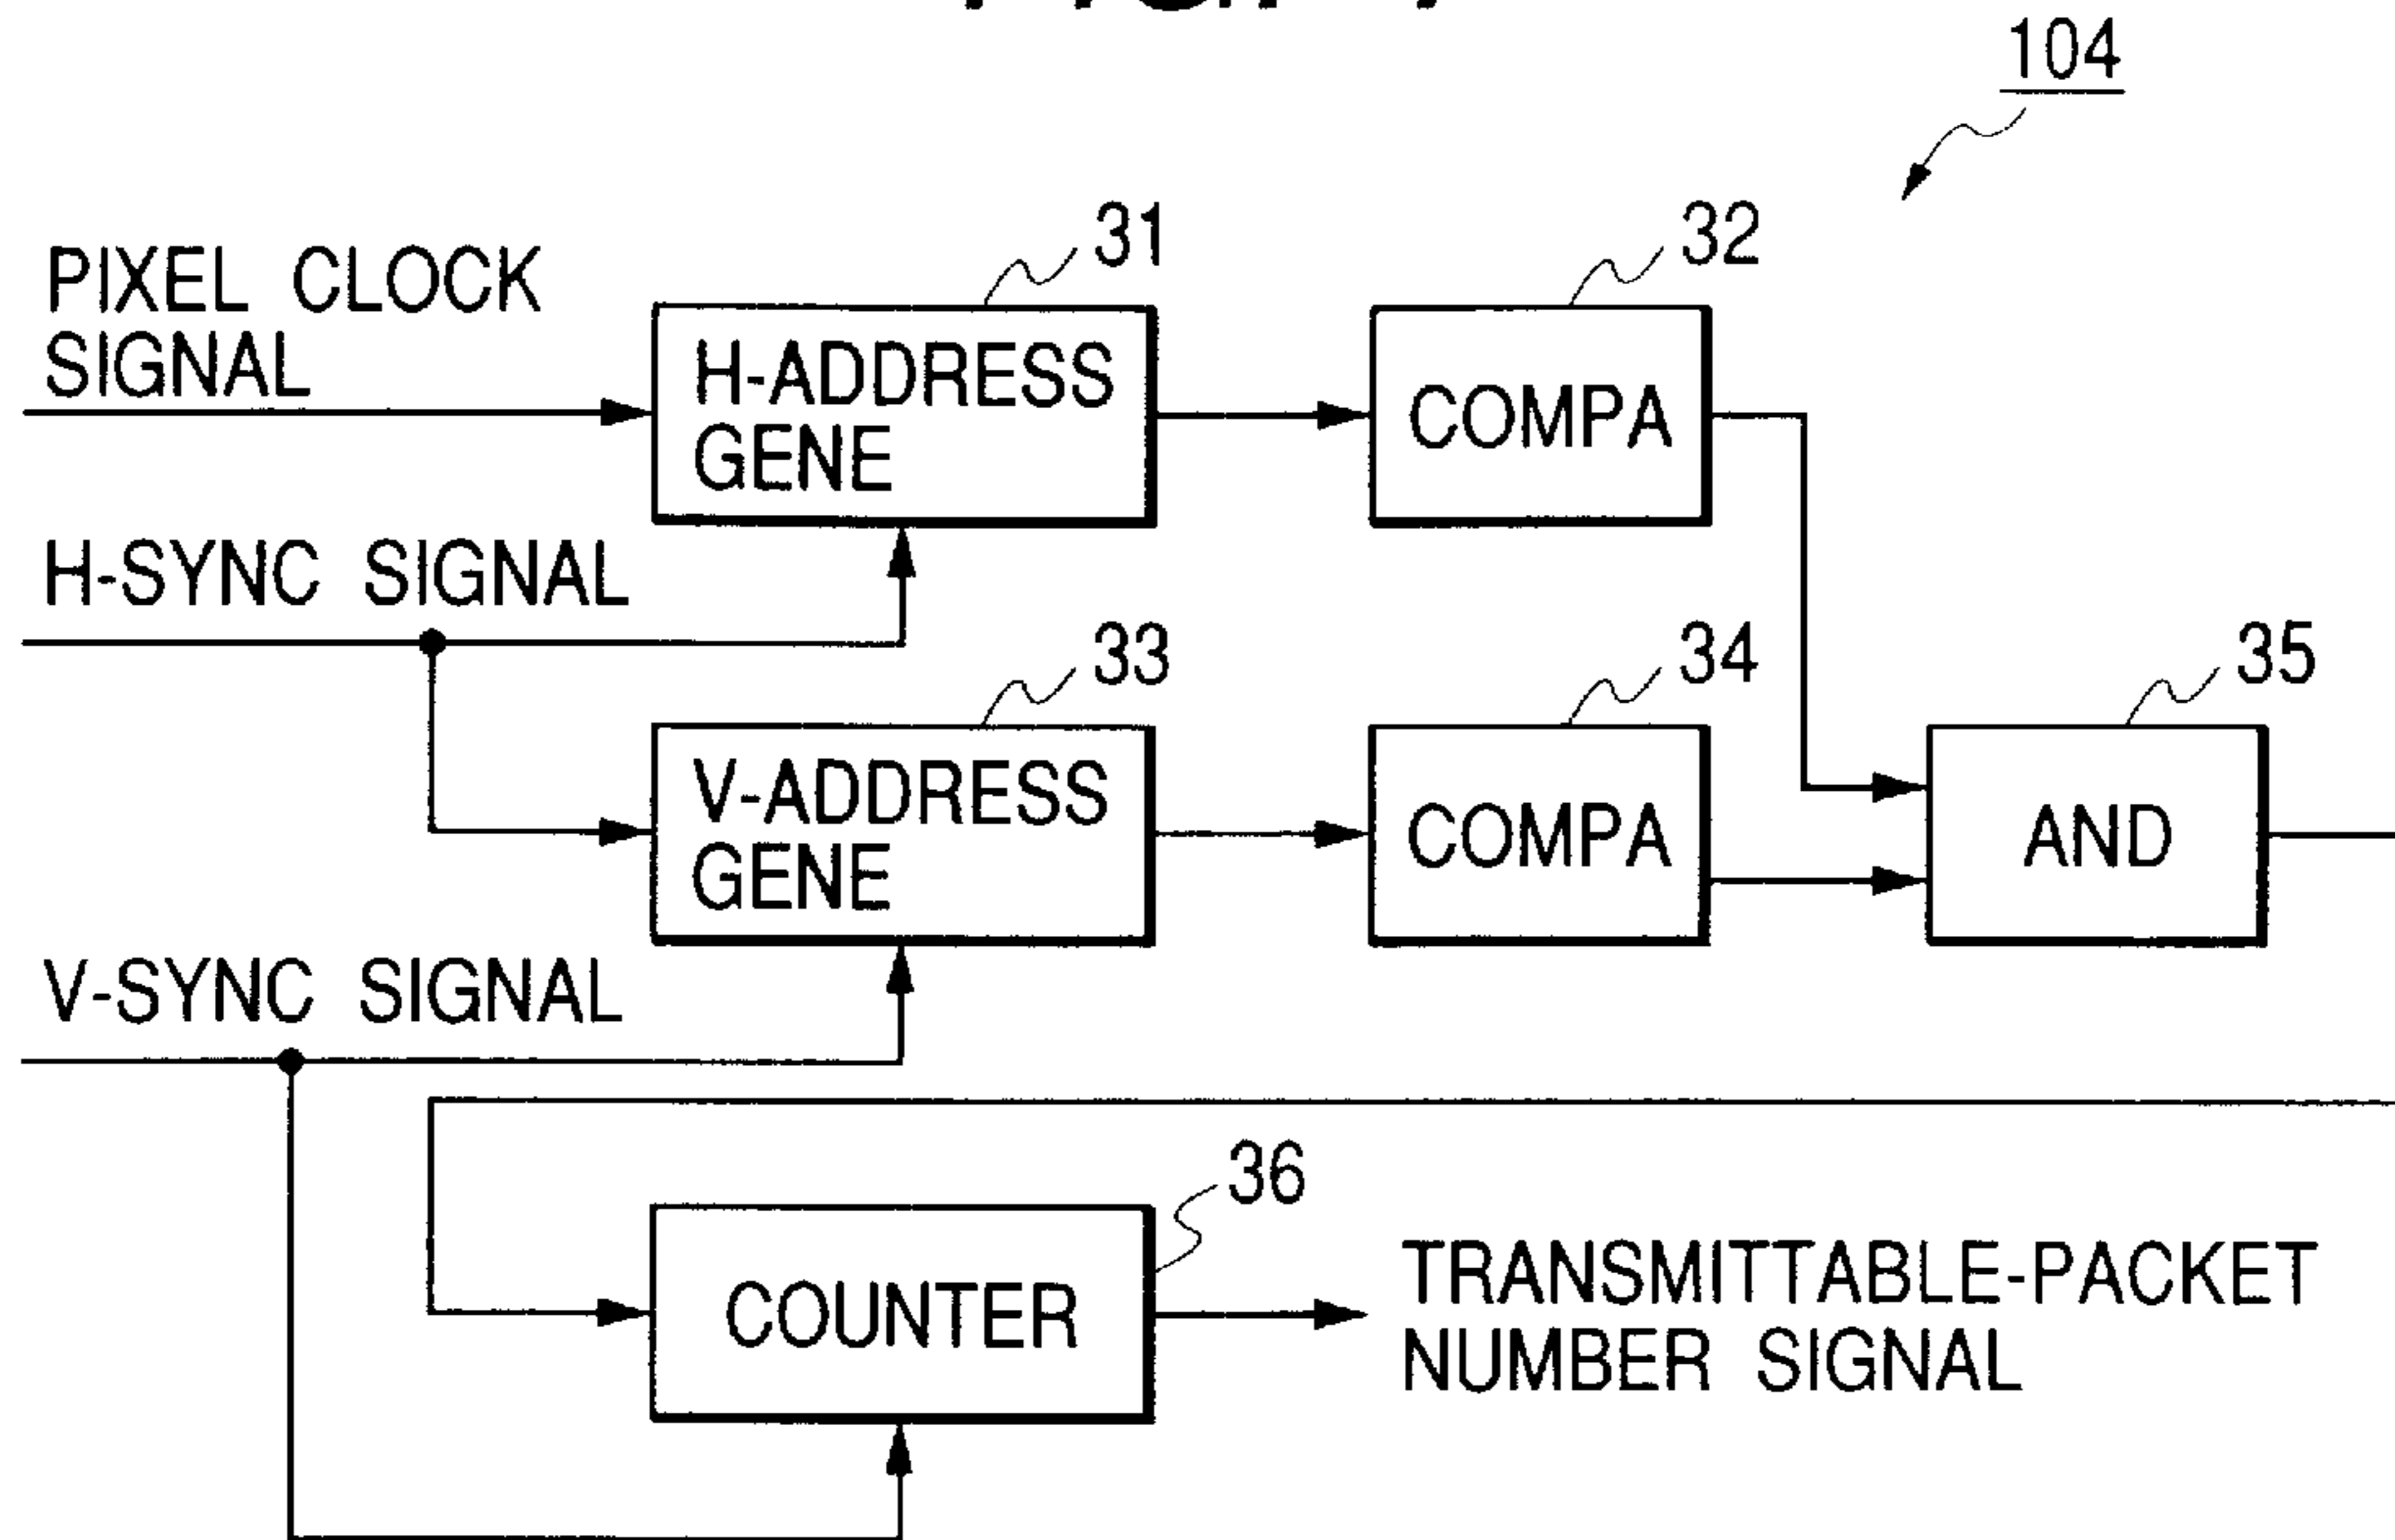 104
31
32
PIXEL CLOCK
SIGNAL
H-ADDRESS
GENE
COMPA
H-SYNC SIGNAL
33
34
35
V-ADDRESS
GENE
COMPA
AND
V-SYNC SIGNAL
36
COUNTER
TRANSMITTABLE-PACKET
NUMBER SIGNAL